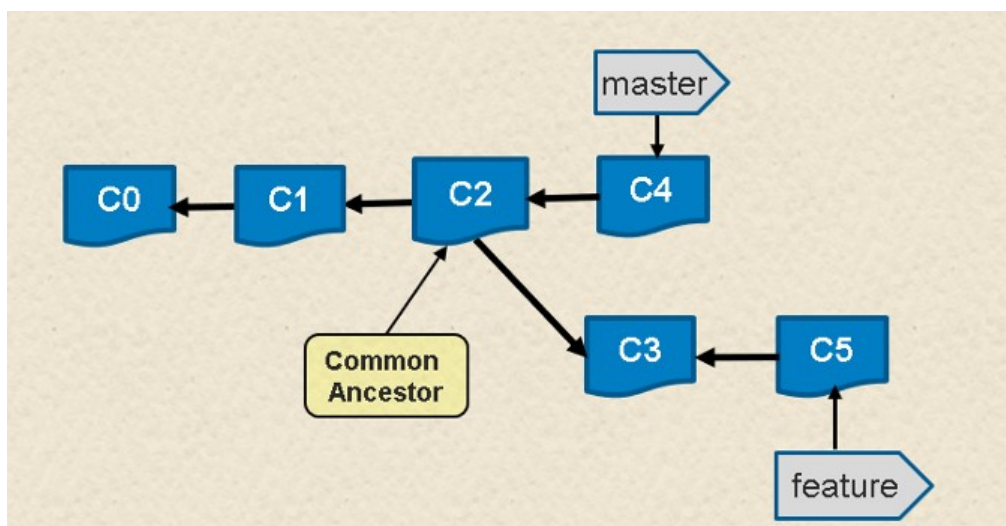 master
C0
C1
C2
C4
Common
Ancestor
C3
C5
feature